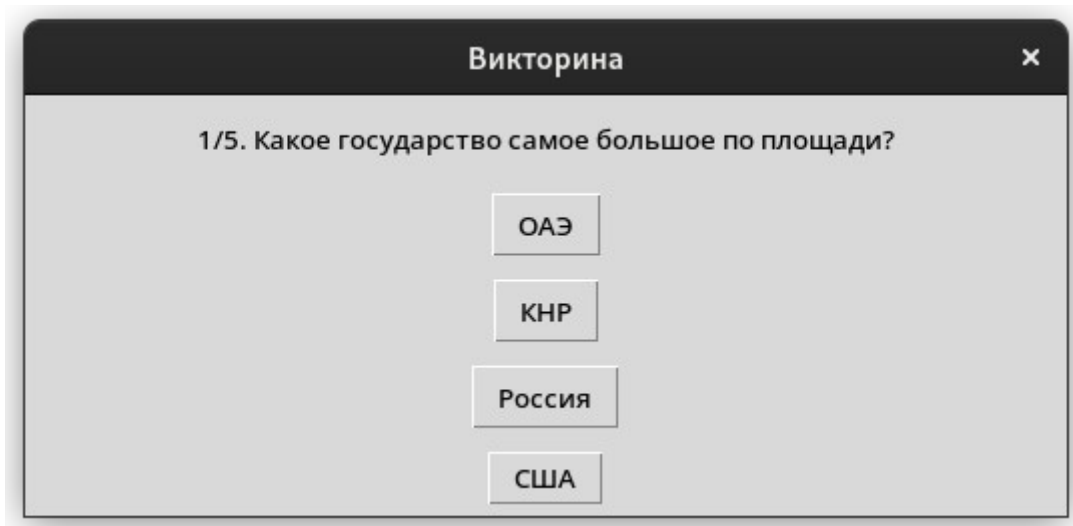 Викторина
1/5. Какое государство самое большое по площади?
ОАЭ
КНР
Россия
США